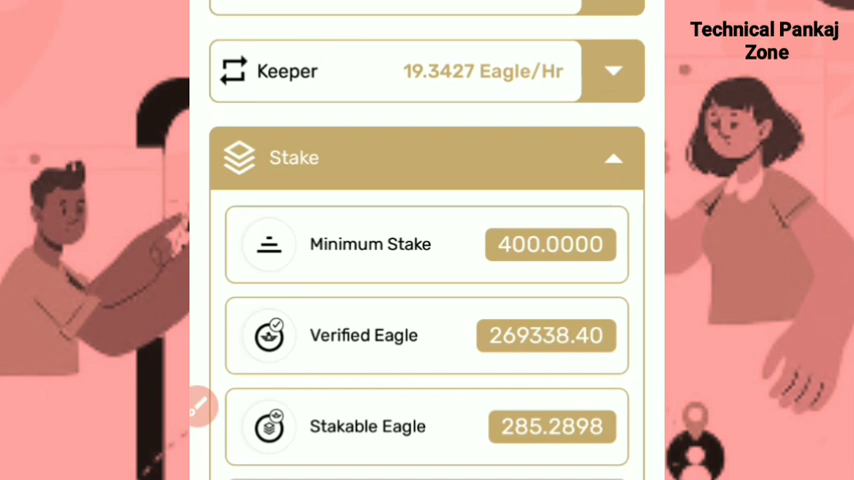 Technical Pankaj
Zone
Keeper 19.3427 Eagle/Hr
Stake
Minimum Stake 400.0000
Verified Eagle 269338.40
Stakable Eagle 285.2898